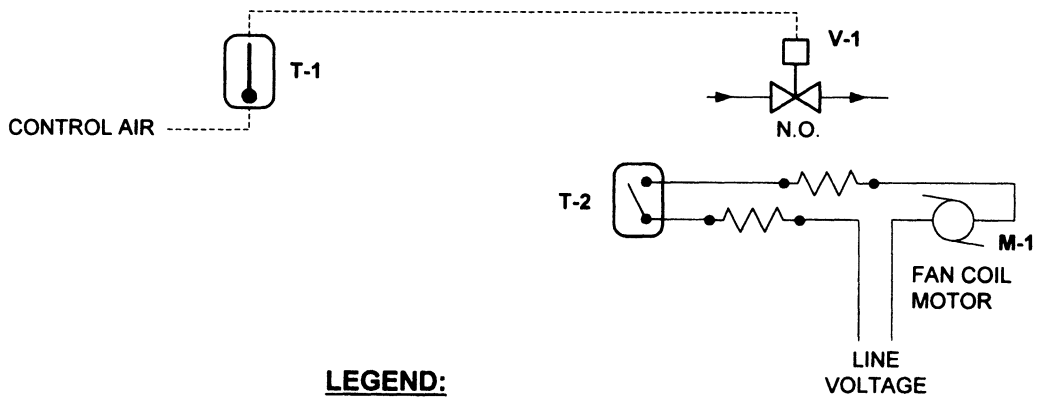 V-1
T-1
CONTROL AIR
N.O.
T-2
M-1
FAN COIL
MOTOR
LINE
VOLTAGE
LEGEND: